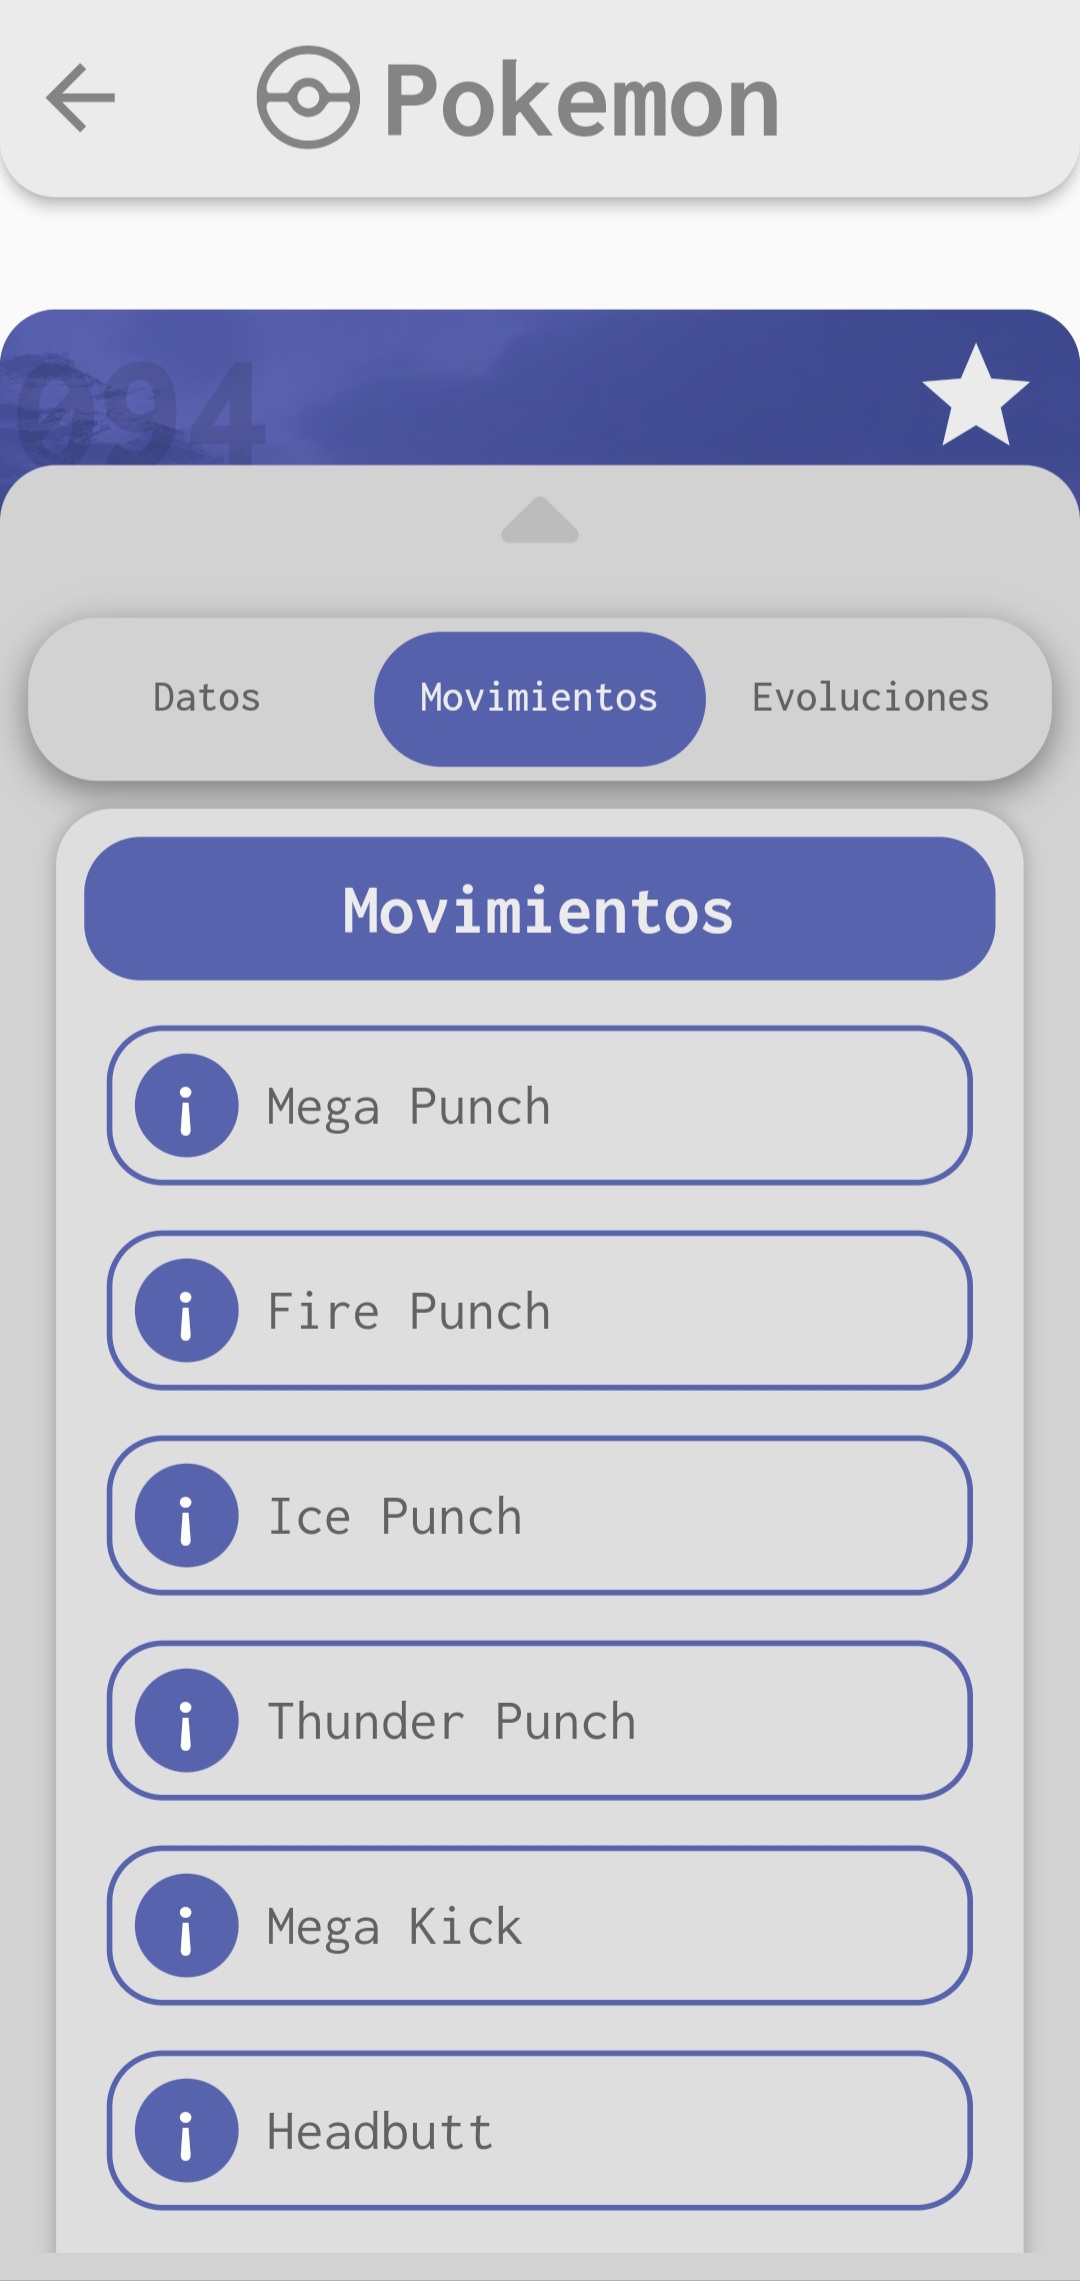 Pokemon
094
Datos
Movimientos
Evoluciones
Movimientos
¡ Mega Punch
¡ Fire Punch
¡ Ice Punch
¡ Thunder Punch
¡ Mega Kick
¡ Headbutt